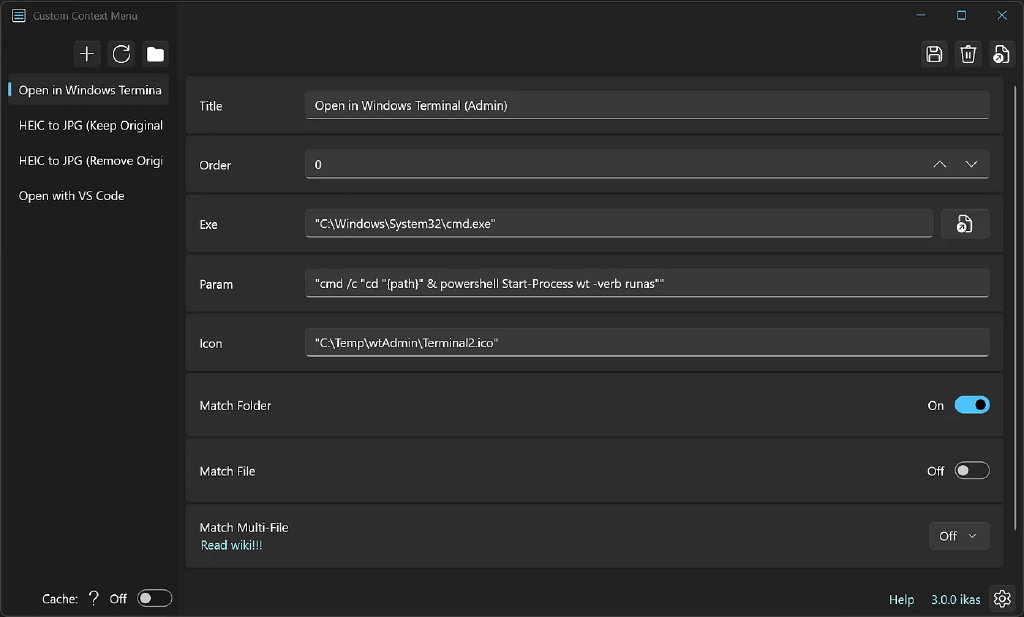 Custom Context Menu
Open in Windows Termina
HEIC to JPG (Keep Original
HEIC to JPG (Remove Origi
Open with VS Code
Title
Open in Windows Terminal (Admin)
Order
0
Exe
"C:\Windows\System32\cmd.exe"
Param
"cmd /c "cd "{path}" & powershell Start-Process wt -verb runas""
Icon
"C:\Temp\wtAdmin\Terminal2.ico"
Match Folder
On
Match File
Off
Match Multi-File
Read wiki!!!
Off
Cache: ? Off
Help 3.0.0 ikas